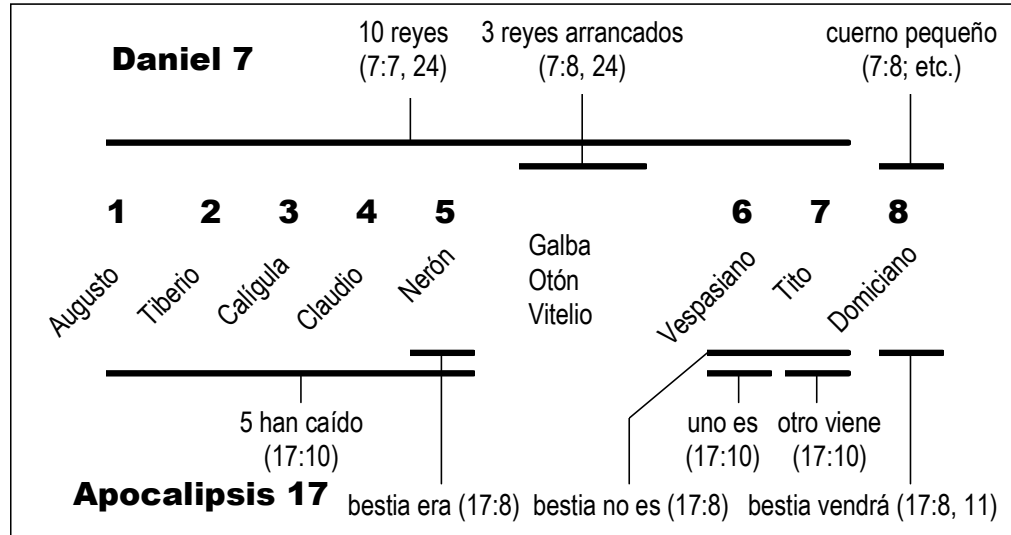 Daniel 7
10 reyes
(7:7, 24)
3 reyes arrancados
(7:8, 24)
cuerno pequeño
(7:8; etc.)
1 2 3 4 5 6 7 8
Augusto
Tiberio
Calígula
Claudio
Nerón
Galba
Otón
Vitelio
Vespasiano
Tito
Domiciano
5 han caído
(17:10)
uno es
(17:10)
otro viene
(17:10)
Apocalipsis 17
bestia era (17:8)
bestia no es (17:8)
bestia vendrá (17:8, 11)